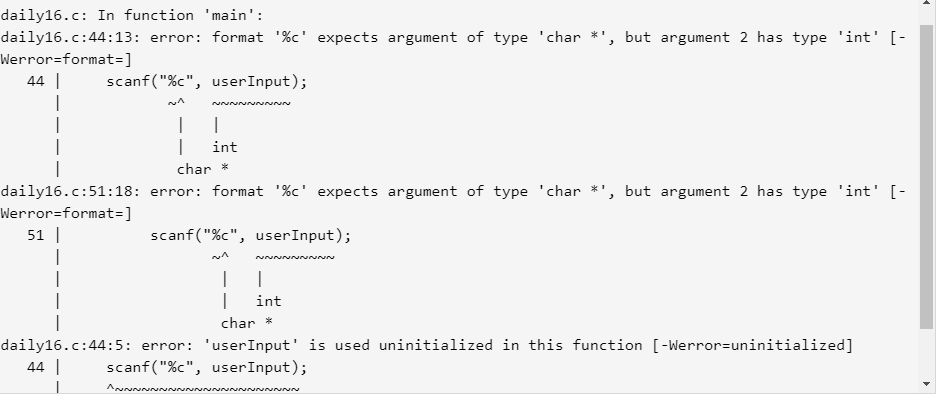 daily16.c: In function 'main':
daily16.c:44:13: error: format '%c' expects argument of type 'char *', but argument 2 has type 'int' [-
Werror=format=]
   44 |     scanf("%c", userInput);
      |            ~^   ~~~~~~~~~
      |             |   |
      |             |   int
      |             char *
daily16.c:51:18: error: format '%c' expects argument of type 'char *', but argument 2 has type 'int' [-
Werror=format=]
   51 |          scanf("%c", userInput);
      |                 ~^   ~~~~~~~~~
      |                  |   |
      |                  |   int
      |                  char *
daily16.c:44:5: error: 'userInput' is used uninitialized in this function [-Werror=uninitialized]
   44 |     scanf("%c", userInput);
      |     ^~~~~~~~~~~~~~~~~~~~~~